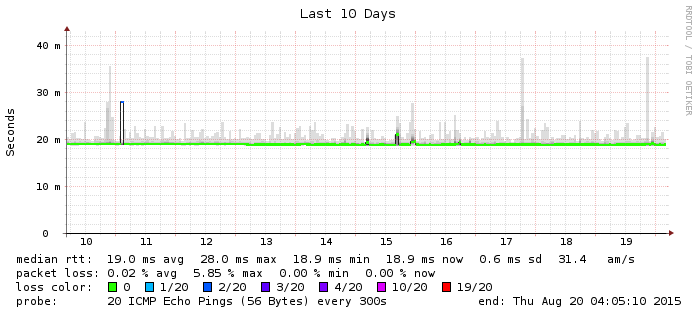 Last 10 Days
RRDTOOL / TOBI OETIKER
Seconds
40 m
30 m
20 m
10 m
0
10 11 12 13 14 15 16 17 18 19
median rtt: 19.0 ms avg 28.0 ms max 18.9 ms min 18.9 ms now 0.6 ms sd 31.4 am/s
packet loss: 0.02 % avg 5.85 % max 0.00 % min 0.00 % now
loss color: 0 1/20 2/20 3/20 4/20 10/20 19/20
probe: 20 ICMP Echo Pings (56 Bytes) every 300s end: Thu Aug 20 04:05:10 2015